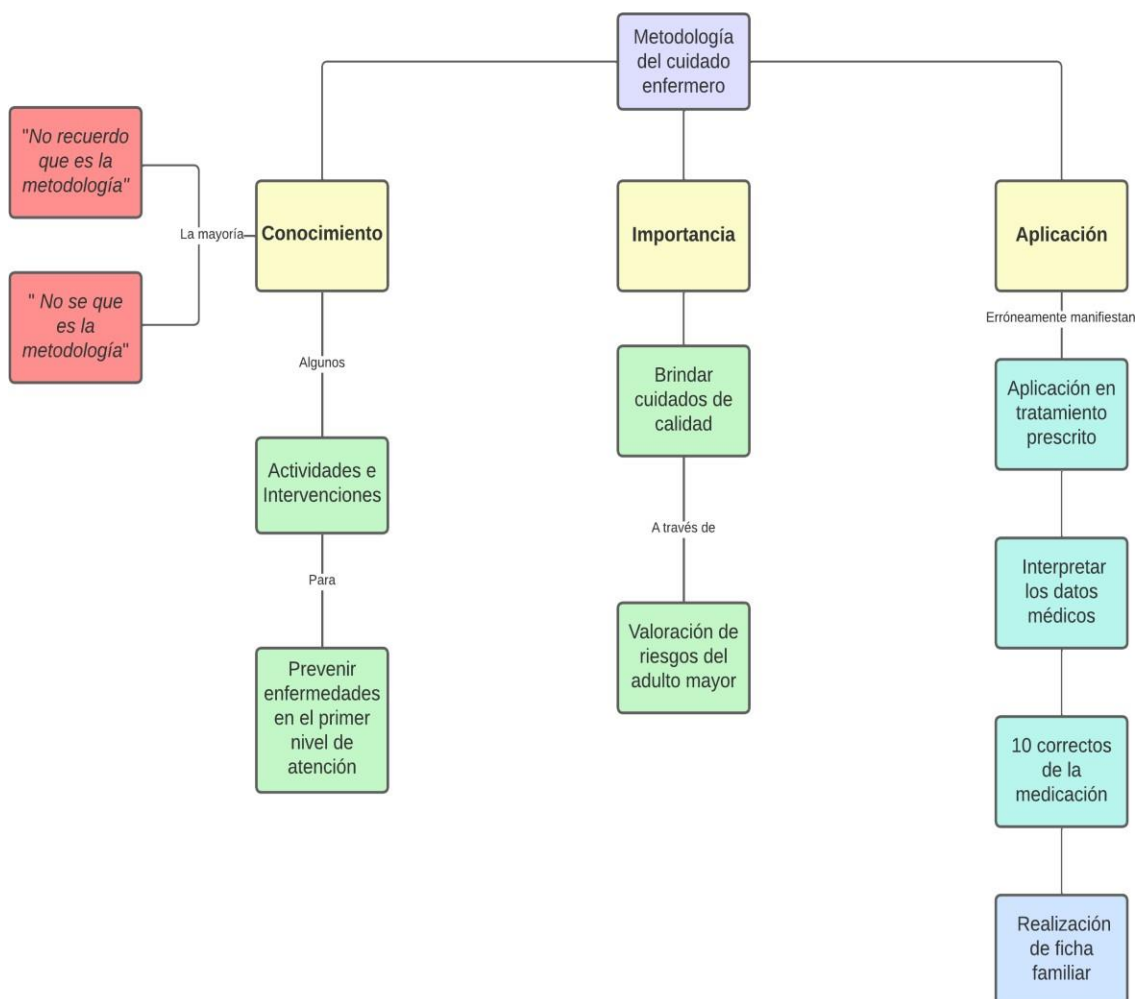 Metodología
del cuidado
enfermero
"No recuerdo
que es la
metodología"
" No se que
es la
metodología"
La mayoría
Conocimiento
Algunos
Actividades e
Intervenciones
Para
Prevenir
enfermedades
en el primer
nivel de
atención
Importancia
Brindar
cuidados de
calidad
A través de
Valoración de
riesgos del
adulto mayor
Aplicación
Erróneamente manifiestan
Aplicación en
tratamiento
prescrito
Interpretar
los datos
médicos
10 correctos
de la
medicación
Realización
de ficha
familiar